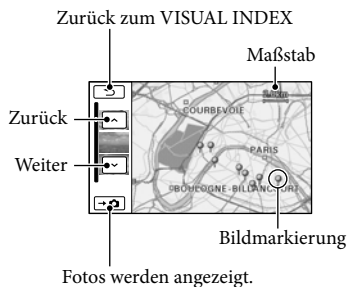 Zurück zum VISUAL INDEX
Maßstab
COURBEVOIE
Zurück
PARIS
Weiter
BOULOGNE-BILLANCOURT
Bildmarkierung
Fotos werden angezeigt.